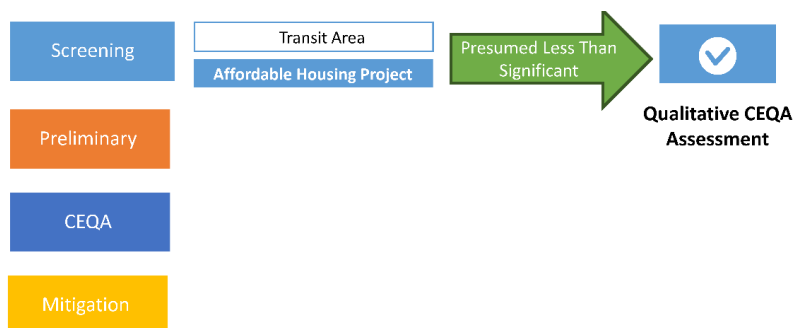 Screening
Transit Area
Affordable Housing Project
Presumed Less Than
Significant
Qualitative CEQA
Assessment
Preliminary
CEQA
Mitigation